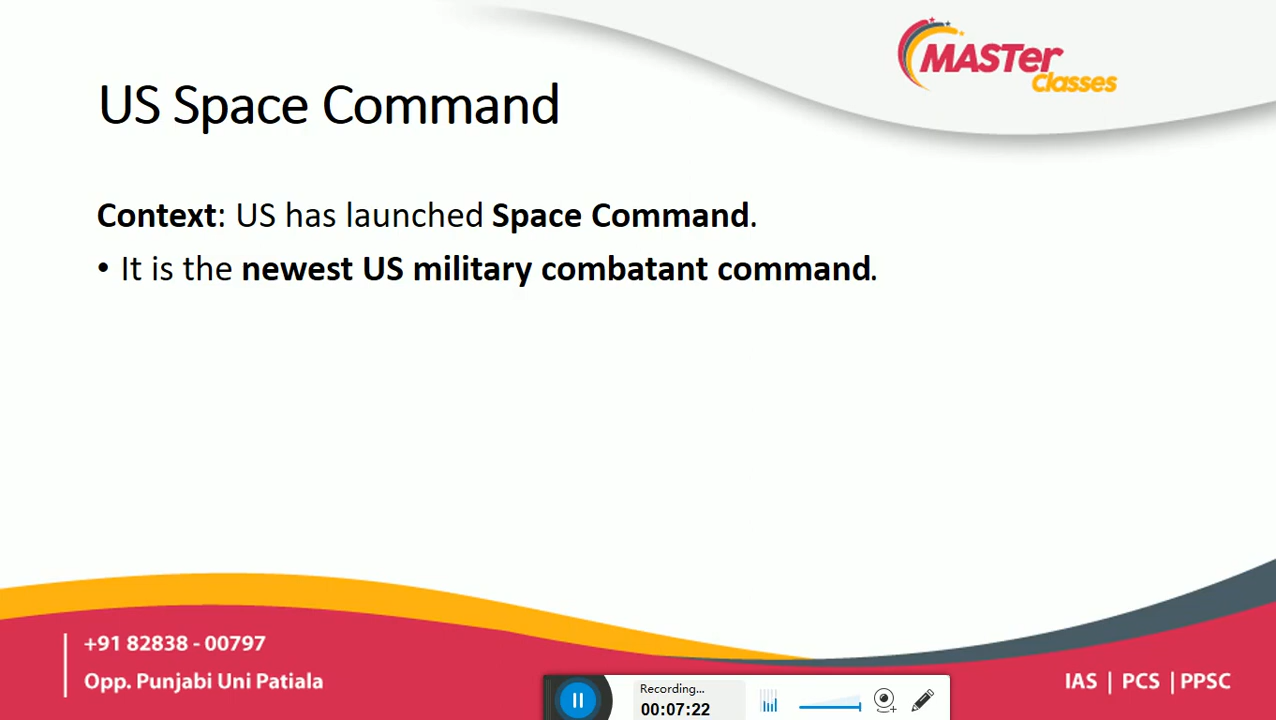 MASTer
Classes
US Space Command
Context: US has launched Space Command.
• It is the newest US military combatant command.
+91 82838 - 00797
Opp. Punjabi Uni Patiala
IAS | PCS | PPSC
Recording...
00:07:22